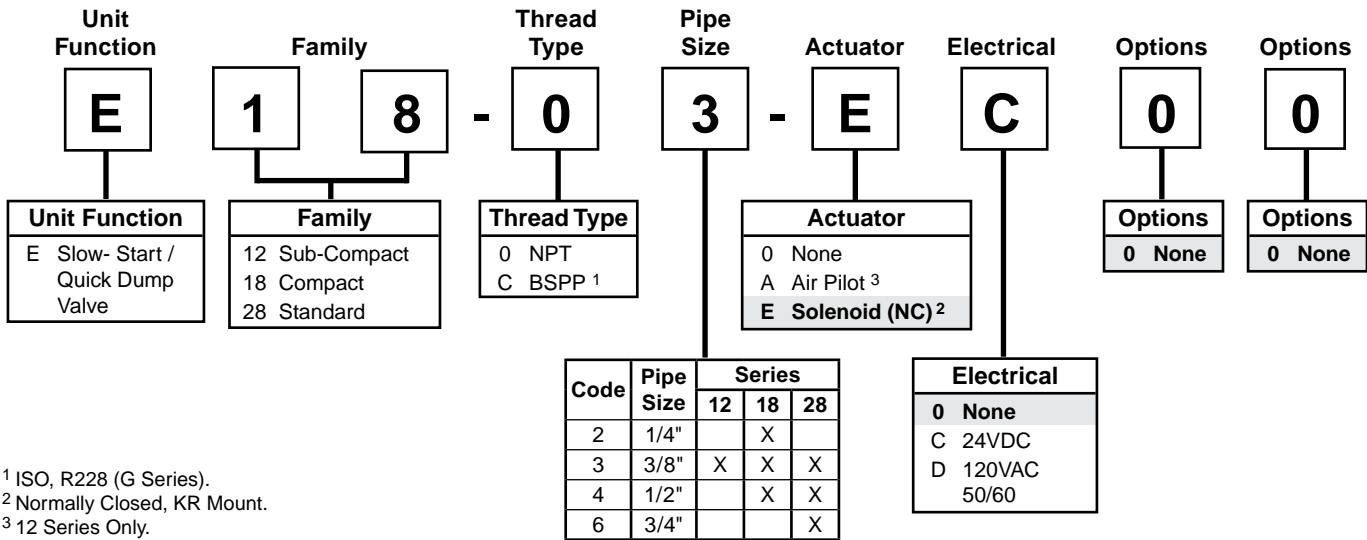 Unit Function Family Thread Type Pipe Size Actuator Electrical Options Options
E 1 8 - 0 3 - E C 0 0
Unit Function
E Slow- Start / Quick Dump Valve
Family
12 Sub-Compact
18 Compact
28 Standard
Thread Type
0 NPT
C BSPP 1
Actuator
0 None
A Air Pilot 3
E Solenoid (NC) 2
Options
0 None
Options
0 None
Code Pipe Size Series
12 18 28
2 1/4" X
3 3/8" X X X
4 1/2" X X
6 3/4" X
Electrical
0 None
C 24VDC
D 120VAC
50/60
1 ISO, R228 (G Series).
2 Normally Closed, KR Mount.
3 12 Series Only.